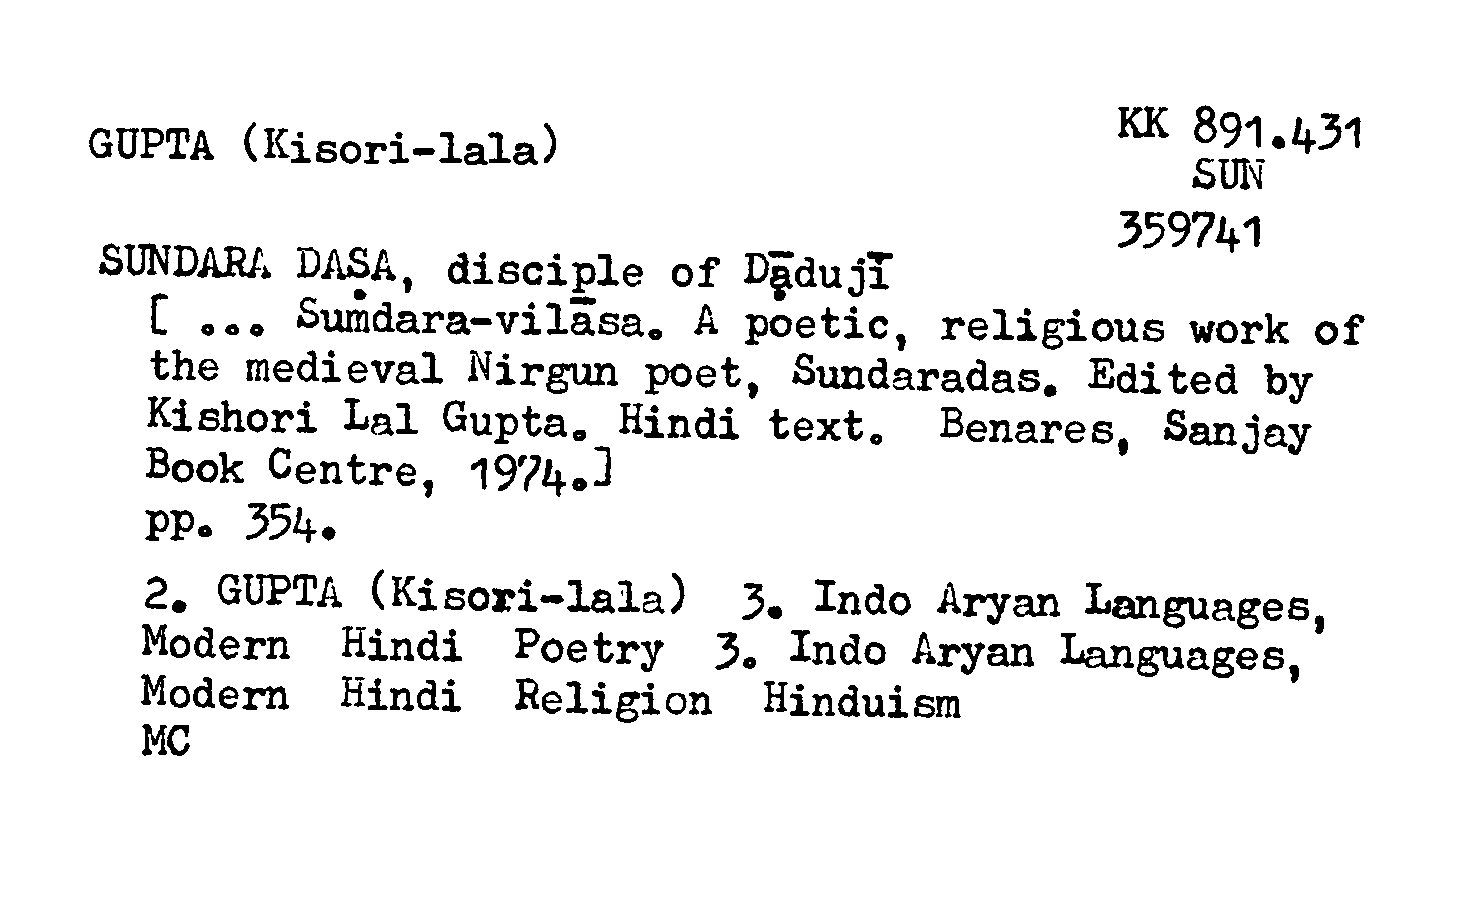 GUPTA (Kisori-lala)
KK 891.431
SUN
359741
SUNDARA DAṢA, disciple of Dāḍujī
[ ... Suṁdara-vilāsa. A poetic, religious work of
the medieval Nirgun poet, Sundaradas. Edited by
Kishori Lal Gupta. Hindi text. Benares, Sanjay
Book Centre, 1974.]
pp. 354.
2. GUPTA (Kisori-lala) 3. Indo Aryan Languages,
Modern Hindi Poetry 3. Indo Aryan Languages,
Modern Hindi Religion Hinduism
MC